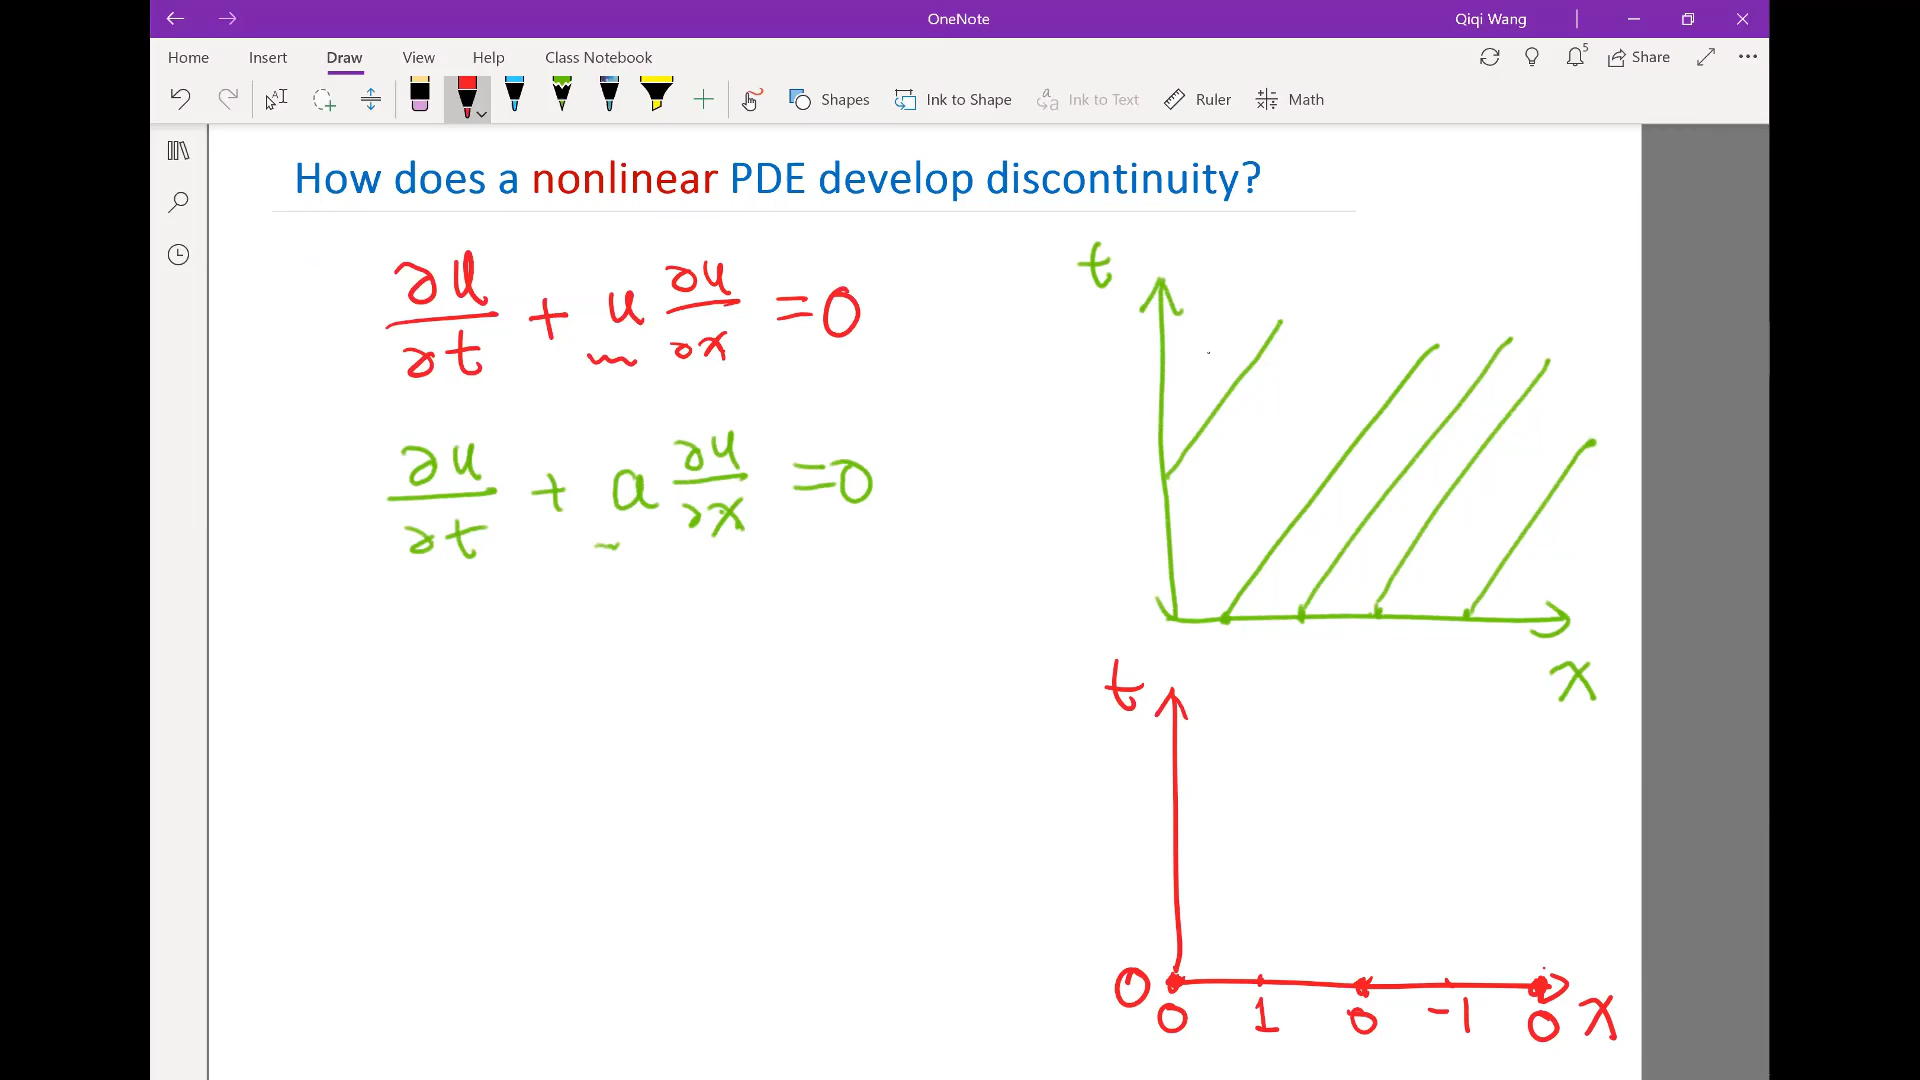 OneNote
Qiqi Wang
Home Insert Draw View Help Class Notebook
5
Share
Shapes Ink to Shape Ink to Text Ruler Math
How does a nonlinear PDE develop discontinuity?
∂u/∂t + u ∂u/∂x = 0
∂u/∂t + a ∂u/∂x = 0
t
x
t
0
0 1 0 -1 0 x